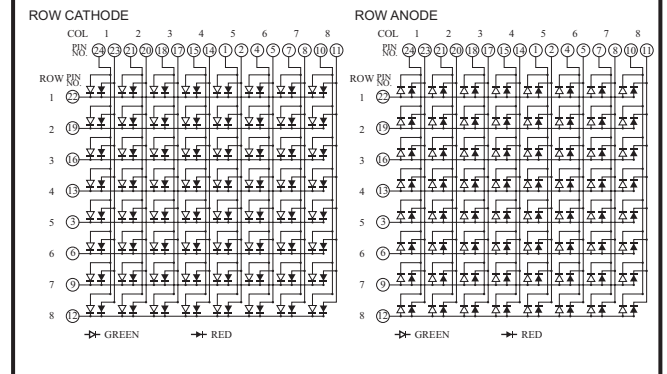 ROW CATHODE
COL 1 2 3 4 5 6 7 8
PIN NO. 24 23 21 20 18 17 15 14 1 2 4 5 7 8 10 11
ROW PIN NO.
1 22
2 19
3 16
4 13
5 3
6 6
7 9
8 12
GREEN RED
ROW ANODE
COL 1 2 3 4 5 6 7 8
PIN NO. 24 23 21 20 18 17 15 14 1 2 4 5 7 8 10 11
ROW PIN NO.
1 22
2 19
3 16
4 13
5 3
6 6
7 9
8 12
GREEN RED